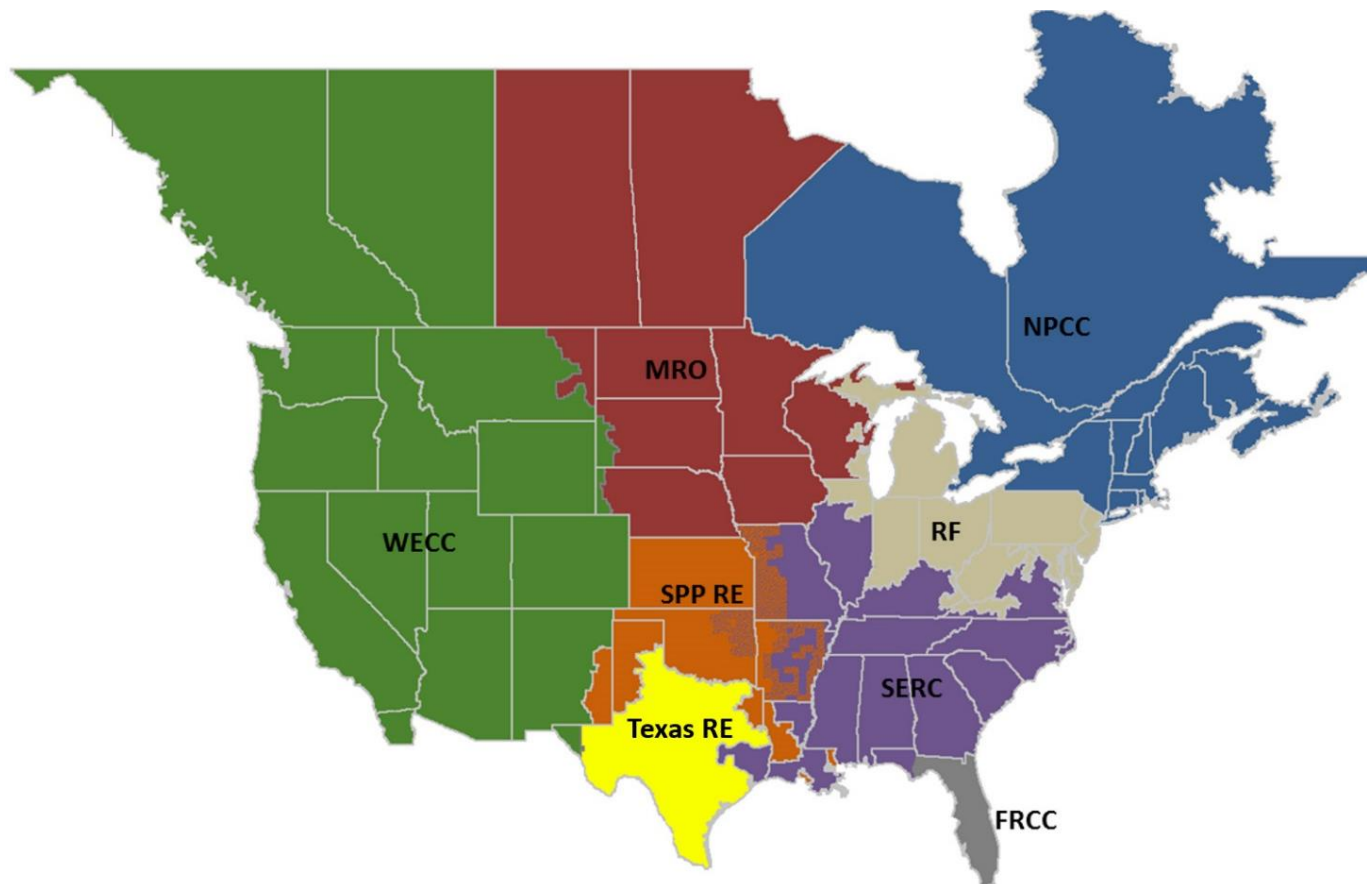 NPCC
MRO
RF
WECC
SPP RE
SERC
Texas RE
FRCC